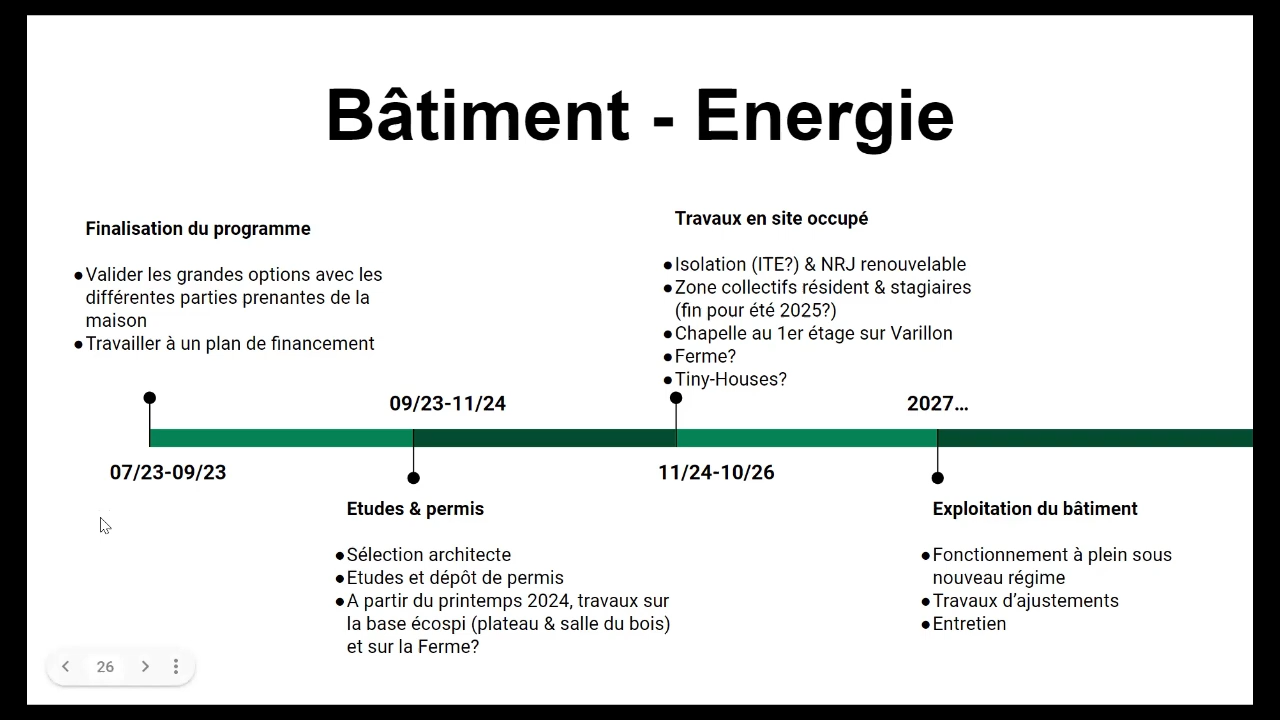 Bâtiment - Energie
Finalisation du programme
●Valider les grandes options avec les
différentes parties prenantes de la
maison
●Travailler à un plan de financement
Travaux en site occupé
●Isolation (ITE?) & NRJ renouvelable
●Zone collectifs résident & stagiaires
(fin pour été 2025?)
●Chapelle au 1er étage sur Varillon
●Ferme?
●Tiny-Houses?
09/23-11/24
2027...
07/23-09/23
11/24-10/26
Etudes & permis
●Sélection architecte
●Etudes et dépôt de permis
●A partir du printemps 2024, travaux sur
la base écospi (plateau & salle du bois)
et sur la Ferme?
Exploitation du bâtiment
●Fonctionnement à plein sous
nouveau régime
●Travaux d’ajustements
●Entretien
26